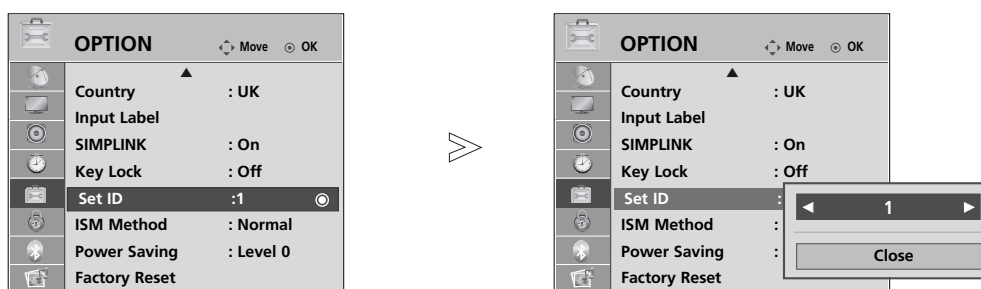 OPTION Move OK
Country : UK
Input Label
SIMPLINK : On
Key Lock : Off
Set ID :1
ISM Method : Normal
Power Saving : Level 0
Factory Reset
OPTION Move OK
Country : UK
Input Label
SIMPLINK : On
Key Lock : Off
Set ID :
1
ISM Method :
Power Saving :
Close
Factory Reset